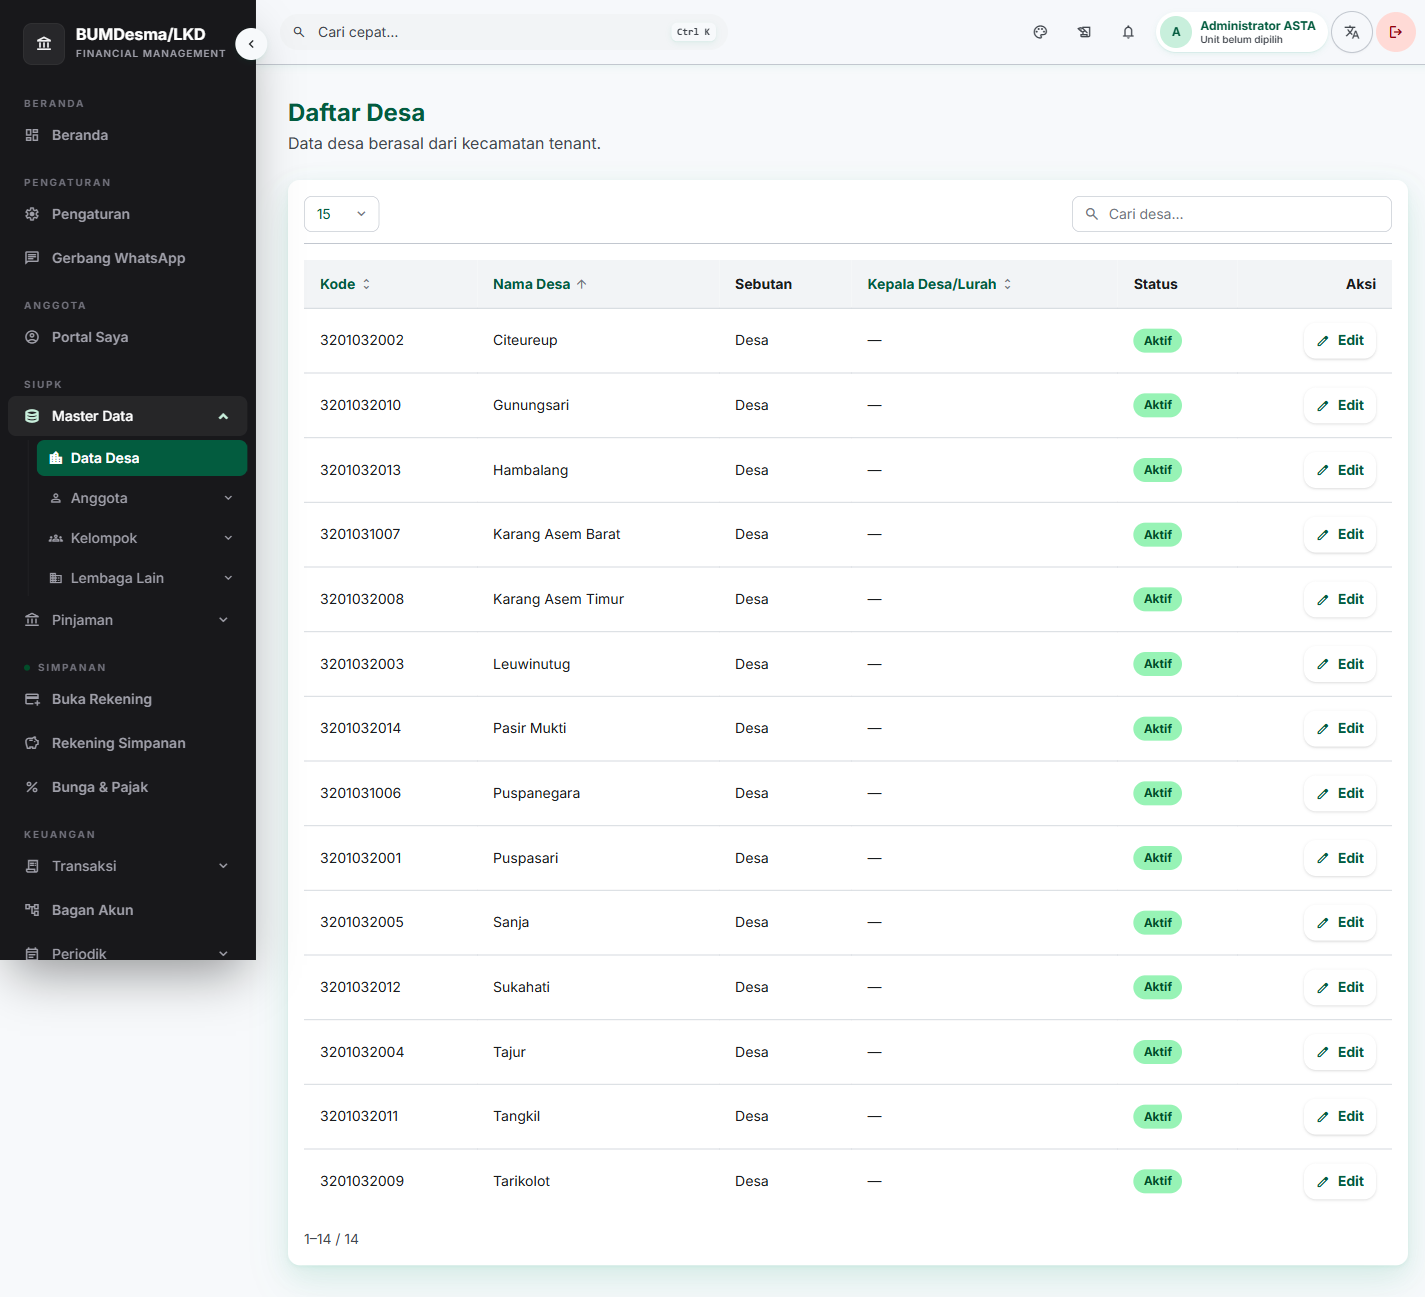 BUMDesma/LKD
FINANCIAL MANAGEMENT
Cari cepat...
Ctrl K
A
Administrator ASTA
Unit belum dipilih
BERANDA
Beranda
PENGATURAN
Pengaturan
Gerbang WhatsApp
ANGGOTA
Portal Saya
SIUPK
Master Data
Data Desa
Anggota
Kelompok
Lembaga Lain
Pinjaman
SIMPANAN
Buka Rekening
Rekening Simpanan
Bunga & Pajak
KEUANGAN
Transaksi
Bagan Akun
Periodik
Daftar Desa
Data desa berasal dari kecamatan tenant.
15
Cari desa...
Kode Nama Desa Sebutan Kepala Desa/Lurah Status Aksi
3201032002 Citeureup Desa — Aktif Edit
3201032010 Gunungsari Desa — Aktif Edit
3201032013 Hambalang Desa — Aktif Edit
3201031007 Karang Asem Barat Desa — Aktif Edit
3201032008 Karang Asem Timur Desa — Aktif Edit
3201032003 Leuwinutug Desa — Aktif Edit
3201032014 Pasir Mukti Desa — Aktif Edit
3201031006 Puspanegara Desa — Aktif Edit
3201032001 Puspasari Desa — Aktif Edit
3201032005 Sanja Desa — Aktif Edit
3201032012 Sukahati Desa — Aktif Edit
3201032004 Tajur Desa — Aktif Edit
3201032011 Tangkil Desa — Aktif Edit
3201032009 Tarikolot Desa — Aktif Edit
1–14 / 14